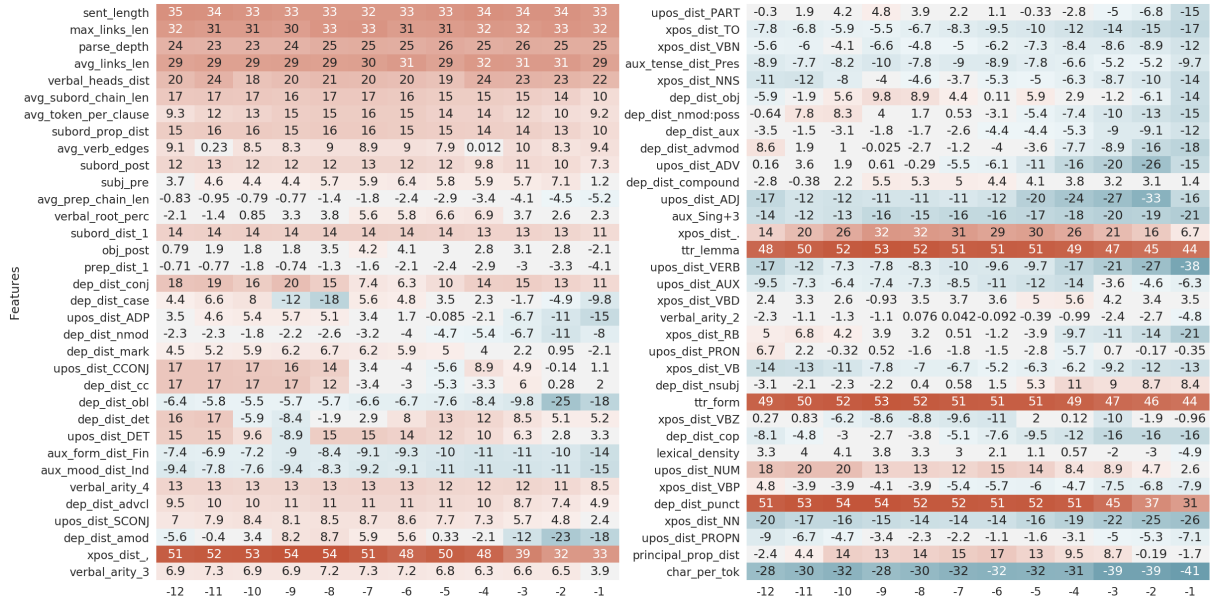 sent_length 35 34 33 33 33 32 33 33 34 34 34 33
max_links_len 32 31 31 30 33 33 31 31 32 32 33 32
parse_depth 24 23 23 24 25 25 25 26 25 26 25 25
avg_links_len 29 29 29 29 29 30 31 29 32 31 31 29
verbal_heads_dist 20 24 18 20 21 20 20 19 24 23 23 22
avg_subord_chain_len 17 17 17 16 17 17 16 15 15 15 14 10
avg_token_per_clause 9.3 12 13 15 15 16 15 14 14 12 10 9.2
subord_prop_dist 15 16 16 15 16 16 15 15 14 14 13 10
avg_verb_edges 9.1 0.23 8.5 8.3 9 8.9 9 7.9 0.012 10 8.3 9.4
subord_post 12 13 12 12 12 13 12 12 9.8 11 10 7.3
subj_pre 3.7 4.6 4.4 4.4 5.7 5.9 6.4 5.8 5.9 5.7 7.1 1.2
avg_prep_chain_len -0.83 -0.95 -0.79 -0.77 -1.4 -1.8 -2.4 -2.9 -3.4 -4.1 -4.5 -5.2
verbal_root_perc -2.1 -1.4 0.85 3.3 3.8 5.6 5.8 6.6 6.9 3.7 2.6 2.3
subord_dist_1 14 14 14 14 14 14 14 14 13 13 13 11
obj_post 0.79 1.9 1.8 1.8 3.5 4.2 4.1 3 2.8 3.1 2.8 -2.1
prep_dist_1 -0.71 -0.77 -1.8 -0.74 -1.3 -1.6 -2.1 -2.4 -2.9 -3 -3.3 -4.1
dep_dist_conj 18 19 16 20 15 7.4 6.3 10 14 15 13 11
dep_dist_case 4.4 6.6 8 -12 -18 5.6 4.8 3.5 2.3 -1.7 -4.9 -9.8
upos_dist_ADP 3.5 4.6 5.4 5.7 5.1 3.4 1.7 -0.085 -2.1 -6.7 -11 -15
dep_dist_nmod -2.3 -2.3 -1.8 -2.2 -2.6 -3.2 -4 -4.7 -5.4 -6.7 -11 -8
dep_dist_mark 4.5 5.2 5.9 6.2 6.7 6.2 5.9 5 4 2.2 0.95 -2.1
upos_dist_CCONJ 17 17 17 16 14 3.4 -4 -5.6 8.9 4.9 -0.14 1.1
dep_dist_cc 17 17 17 17 12 -3.4 -3 -5.3 -3.3 6 0.28 2
dep_dist_obl -6.4 -5.8 -5.5 -5.7 -5.7 -6.6 -6.7 -7.6 -8.4 -9.8 -25 -18
dep_dist_det 16 17 -5.9 -8.4 -1.9 2.9 8 13 12 8.5 5.1 5.2
upos_dist_DET 15 15 9.6 -8.9 15 15 14 12 10 6.3 2.8 3.3
aux_form_dist_Fin -7.4 -6.9 -7.2 -9 -8.4 -9.1 -9.3 -10 -11 -11 -10 -14
aux_mood_dist_Ind -9.4 -7.8 -7.6 -9.4 -8.3 -9.2 -9.1 -11 -11 -11 -11 -15
verbal_arity_4 13 13 13 13 13 13 12 12 12 12 11 8.5
dep_dist_advcl 9.5 10 10 11 11 11 11 10 10 8.7 7.4 4.9
upos_dist_SCONJ 7 7.9 8.4 8.1 8.5 8.7 8.6 7.7 7.3 5.7 4.8 2.4
dep_dist_amod -5.6 -0.4 3.4 8.2 8.7 5.9 5.6 0.33 -2.1 -12 -23 -18
xpos_dist_, 51 52 53 54 54 51 48 50 48 39 32 33
verbal_arity_3 6.9 7.3 6.9 6.9 7.2 7.3 7.2 6.8 6.3 6.6 6.5 3.9
-12 -11 -10 -9 -8 -7 -6 -5 -4 -3 -2 -1
Features
upos_dist_PART -0.3 1.9 4.2 4.8 3.9 2.2 1.1 -0.33 -2.8 -5 -6.8 -15
xpos_dist_TO -7.8 -6.8 -5.9 -5.5 -6.7 -8.3 -9.5 -10 -12 -14 -15 -17
xpos_dist_VBN -5.6 -6 -4.1 -6.6 -4.8 -5 -6.2 -7.3 -8.4 -8.6 -8.9 -12
aux_tense_dist_Pres -8.9 -7.7 -8.2 -10 -7.8 -9 -8.9 -7.8 -6.6 -5.2 -5.2 -9.7
xpos_dist_NNS -11 -12 -8 -4 -4.6 -3.7 -5.3 -5 -6.3 -8.7 -10 -14
dep_dist_obj -5.9 -1.9 5.6 9.8 8.9 4.4 0.11 5.9 2.9 -1.2 -6.1 -14
dep_dist_nmod:poss -0.64 7.8 8.3 4 1.7 0.53 -3.1 -5.4 -7.4 -10 -13 -15
dep_dist_aux -3.5 -1.5 -3.1 -1.8 -1.7 -2.6 -4.4 -4.4 -5.3 -9 -9.1 -12
dep_dist_advmod 8.6 1.9 1 -0.025 -2.7 -1.2 -4 -3.6 -7.7 -8.9 -16 -18
upos_dist_ADV 0.16 3.6 1.9 0.61 -0.29 -5.5 -6.1 -11 -16 -20 -26 -15
dep_dist_compound -2.8 -0.38 2.2 5.5 5.3 5 4.4 4.1 3.8 3.2 3.1 1.4
upos_dist_ADJ -17 -12 -12 -11 -11 -11 -12 -20 -24 -27 -33 -16
aux_Sing+3 -14 -12 -13 -16 -15 -16 -16 -17 -18 -20 -19 -21
xpos_dist_. 14 20 26 32 32 31 29 30 26 21 16 6.7
ttr_lemma 48 50 52 53 52 51 51 51 49 47 45 44
upos_dist_VERB -17 -12 -7.3 -7.8 -8.3 -10 -9.6 -9.7 -17 -21 -27 -38
upos_dist_AUX -9.5 -7.3 -6.4 -7.4 -7.3 -8.5 -11 -12 -14 -3.6 -4.6 -6.3
xpos_dist_VBD 2.4 3.3 2.6 -0.93 3.5 3.7 3.6 5 5.6 4.2 3.4 3.5
verbal_arity_2 -2.3 -1.1 -1.3 -1.1 0.076 0.042 -0.092 -0.39 -0.99 -2.4 -2.7 -4.8
xpos_dist_RB 5 6.8 4.2 3.9 3.2 0.51 -1.2 -3.9 -9.7 -11 -14 -21
upos_dist_PRON 6.7 2.2 -0.32 0.52 -1.6 -1.8 -1.5 -2.8 -5.7 0.7 -0.17 -0.35
xpos_dist_VB -14 -13 -11 -7.8 -7 -6.7 -5.2 -6.3 -6.2 -9.2 -12 -13
dep_dist_nsubj -3.1 -2.1 -2.3 -2.2 0.4 0.58 1.5 5.3 11 9 8.7 8.4
ttr_form 49 50 52 53 52 51 51 51 49 47 46 44
xpos_dist_VBZ 0.27 0.83 -6.2 -8.6 -8.8 -9.6 -11 2 0.12 -10 -1.9 -0.96
dep_dist_cop -8.1 -4.8 -3 -2.7 -3.8 -5.1 -7.6 -9.5 -12 -16 -16 -16
lexical_density 3.3 4 4.1 3.8 3.3 3 2.1 1.1 0.57 -2 -3 -4.9
upos_dist_NUM 18 20 20 13 13 12 15 14 8.4 8.9 4.7 2.6
xpos_dist_VBP 4.8 -3.9 -3.9 -4.1 -3.9 -5.4 -5.7 -6 -4.7 -7.5 -6.8 -7.9
dep_dist_punct 51 53 54 54 52 52 51 52 51 45 37 31
xpos_dist_NN -20 -17 -16 -15 -14 -14 -14 -16 -19 -22 -25 -26
upos_dist_PROPN -9 -6.7 -4.7 -3.4 -2.3 -2.2 -1.1 -1.6 -3.1 -5 -5.3 -7.1
principal_prop_dist -2.4 4.4 14 13 14 15 17 13 9.5 8.7 -0.19 -1.7
char_per_tok -28 -30 -32 -28 -30 -32 -32 -32 -31 -39 -39 -41
-12 -11 -10 -9 -8 -7 -6 -5 -4 -3 -2 -1